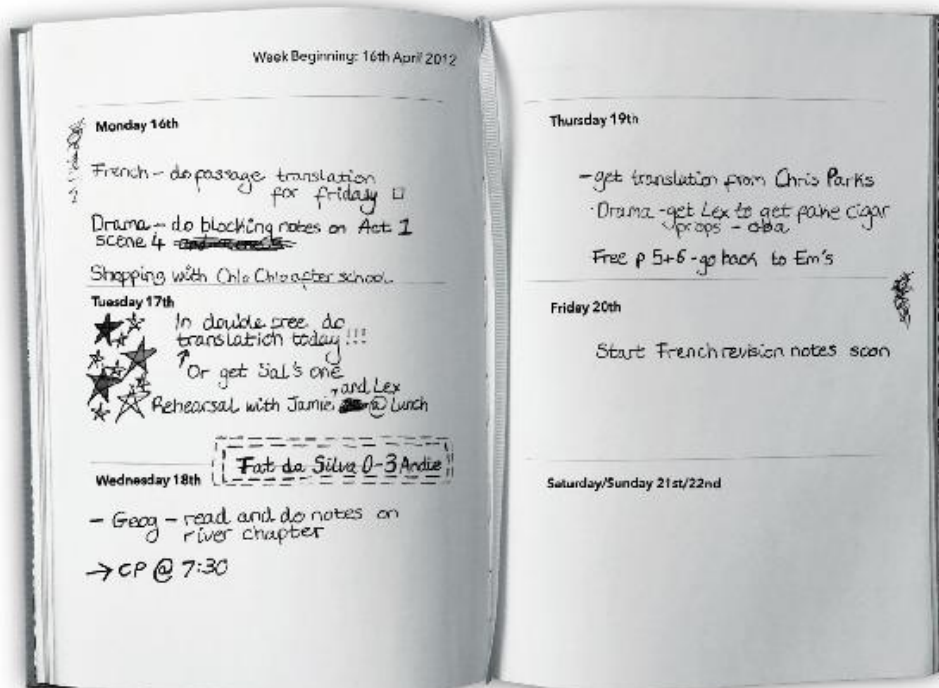 Week Beginning: 16th April 2012
Monday 16th
French – do passage translation
for friday
Drama – do blocking notes on Act 1
scene 4
Shopping with Chlo Chlo after school
Tuesday 17th
In double free do
translation today!!!
Or get Sal's one
and Lex
Rehearsal with Jamie, @ Lunch
Fat da Silva 0-3 Andie
Wednesday 18th
- Geog – read and do notes on
river chapter
→ CP @ 7:30
Thursday 19th
-get translation from Chris Parks
Drama -get Lex to get fake cigar
props -
Free p 5+6 -go back to Em's
Friday 20th
Start French revision notes soon
Saturday/Sunday 21st/22nd